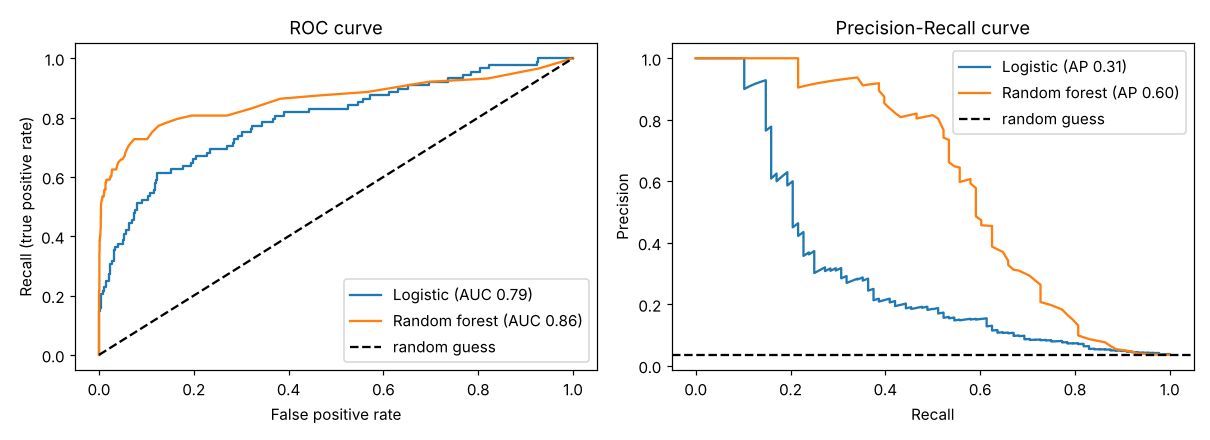 ROC curve
Recall (true positive rate)
1.0
0.8
0.6
0.4
0.2
0.0
0.0 0.2 0.4 0.6 0.8 1.0
False positive rate
Logistic (AUC 0.79)
Random forest (AUC 0.86)
random guess
Precision-Recall curve
Precision
1.0
0.8
0.6
0.4
0.2
0.0
0.0 0.2 0.4 0.6 0.8 1.0
Recall
Logistic (AP 0.31)
Random forest (AP 0.60)
random guess